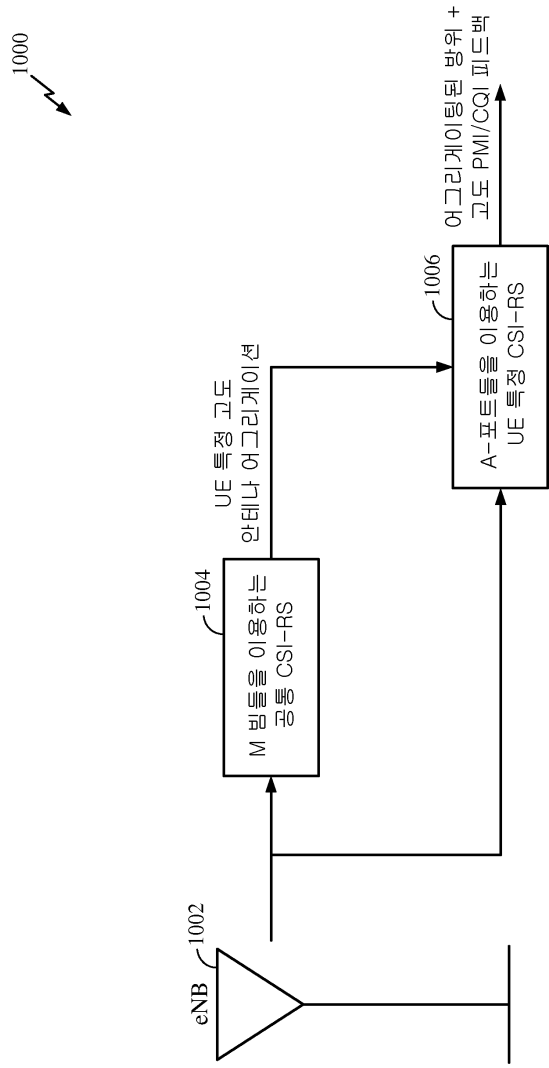 1000
eNB
1002
1004
M 빔들을 이용하는
공통 CSI-RS
UE 특정 고도
안테나 어그리게이션
1006
A-포트들을 이용하는
UE 특정 CSI-RS
어그리게이팅된 방위 +
고도 PMI/CQI 피드백